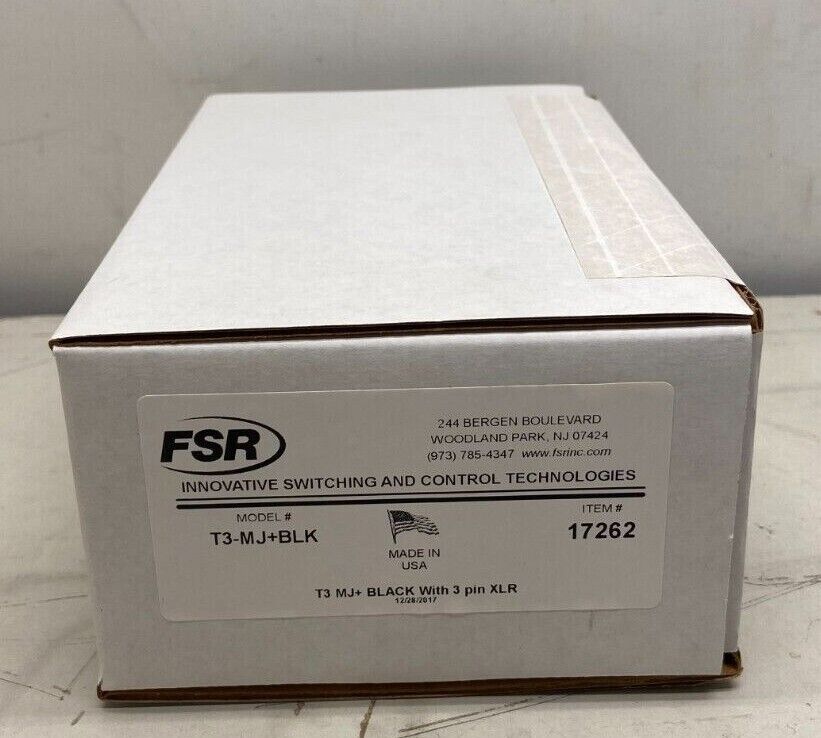 FSR
244 BERGEN BOULEVARD
WOODLAND PARK, NJ 07424
(973) 785-4347 www.fsrinc.com
INNOVATIVE SWITCHING AND CONTROL TECHNOLOGIES
MODEL #
T3-MJ+BLK
MADE IN
USA
ITEM #
17262
T3 MJ+ BLACK With 3 pin XLR
12/28/2017